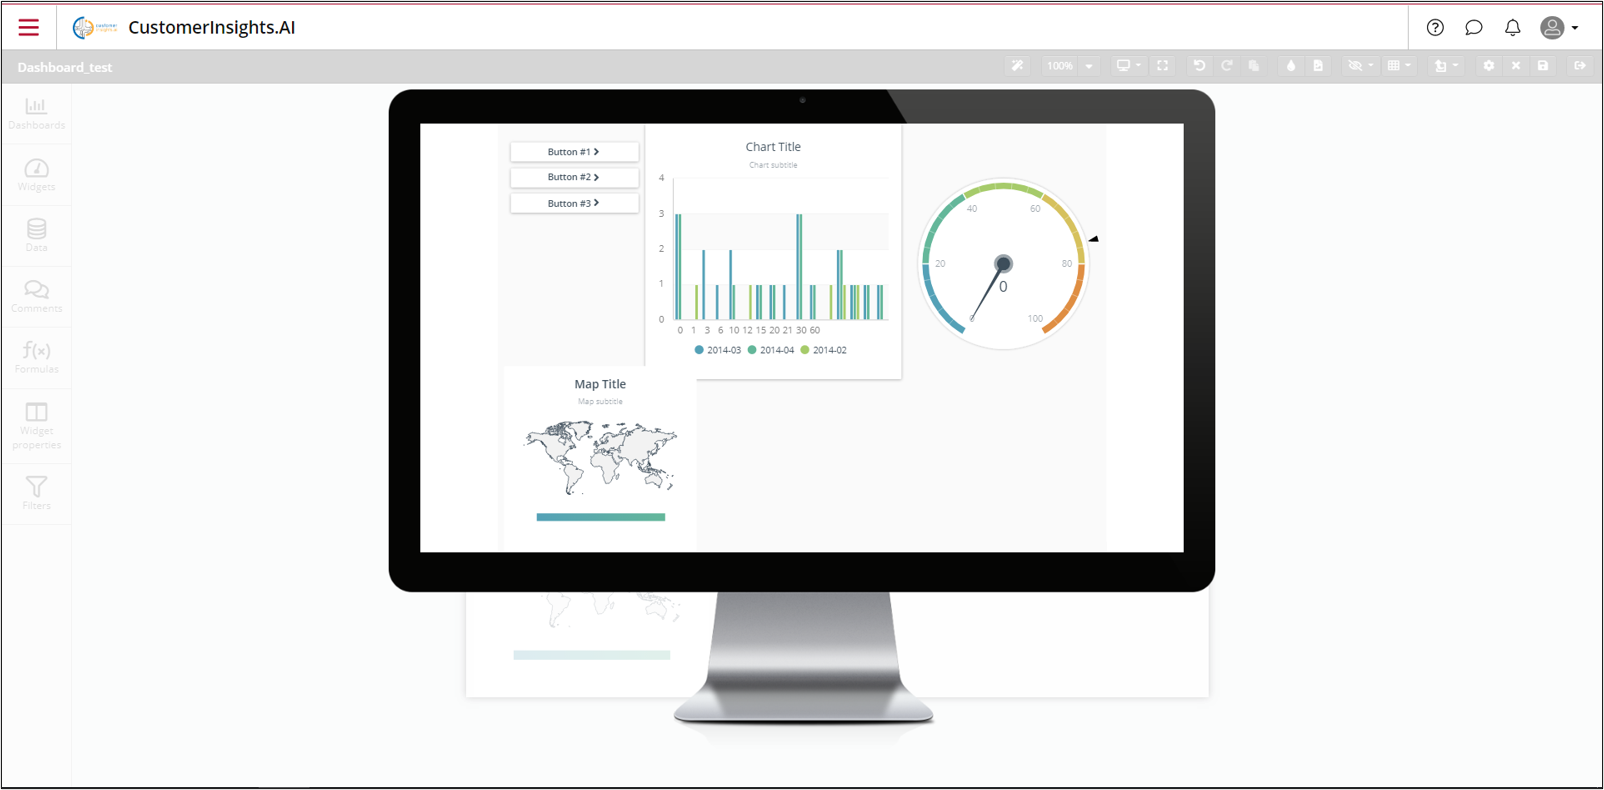 CustomerInsights.AI
Dashboard_test
100%
Dashboards
Widgets
Data
Comments
f(x)
Formulas
Widget
properties
Filters
Button #1
Button #2
Button #3
Chart Title
Chart subtitle
4
3
2
1
0
0 1 3 6 10 12 15 20 21 30 60
2014-03 2014-04 2014-02
40 60
20 80
0
0 100
Map Title
Map subtitle